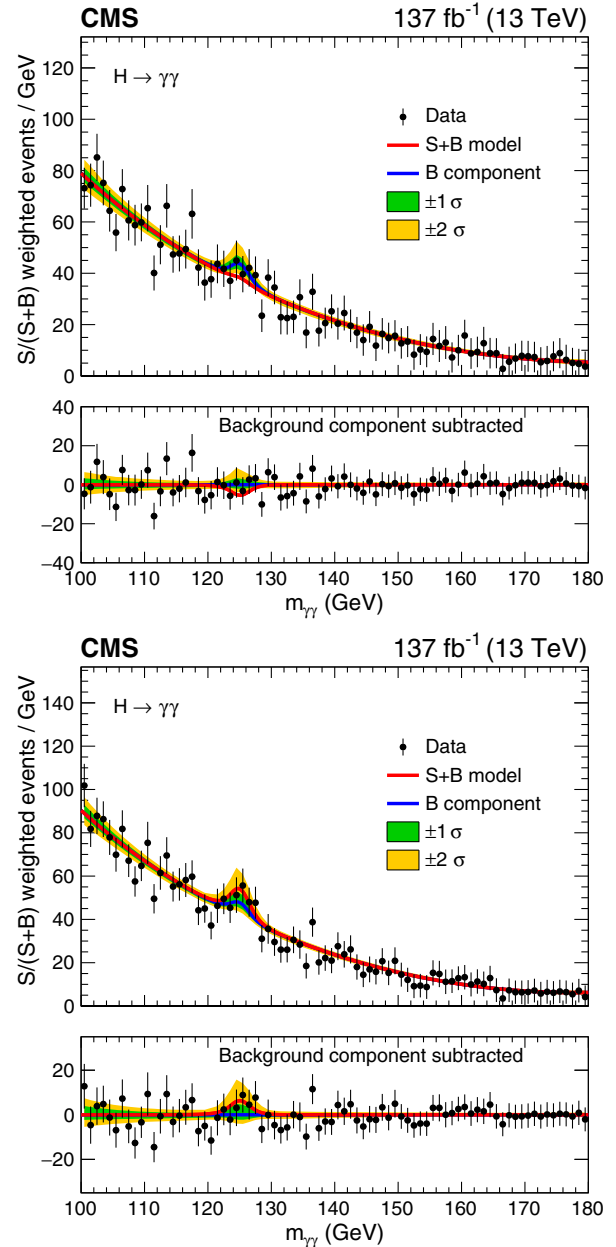 CMS 137 fb⁻¹ (13 TeV)
H → γγ
Data
S+B model
B component
±1 σ
±2 σ
S/(S+B) weighted events / GeV
120
100
80
60
40
20
0
Background component subtracted
40
20
0
−20
−40
100 110 120 130 140 150 160 170 180
m_γγ (GeV)
CMS 137 fb⁻¹ (13 TeV)
H → γγ
Data
S+B model
B component
±1 σ
±2 σ
S/(S+B) weighted events / GeV
140
120
100
80
60
40
20
0
Background component subtracted
20
0
−20
100 110 120 130 140 150 160 170 180
m_γγ (GeV)